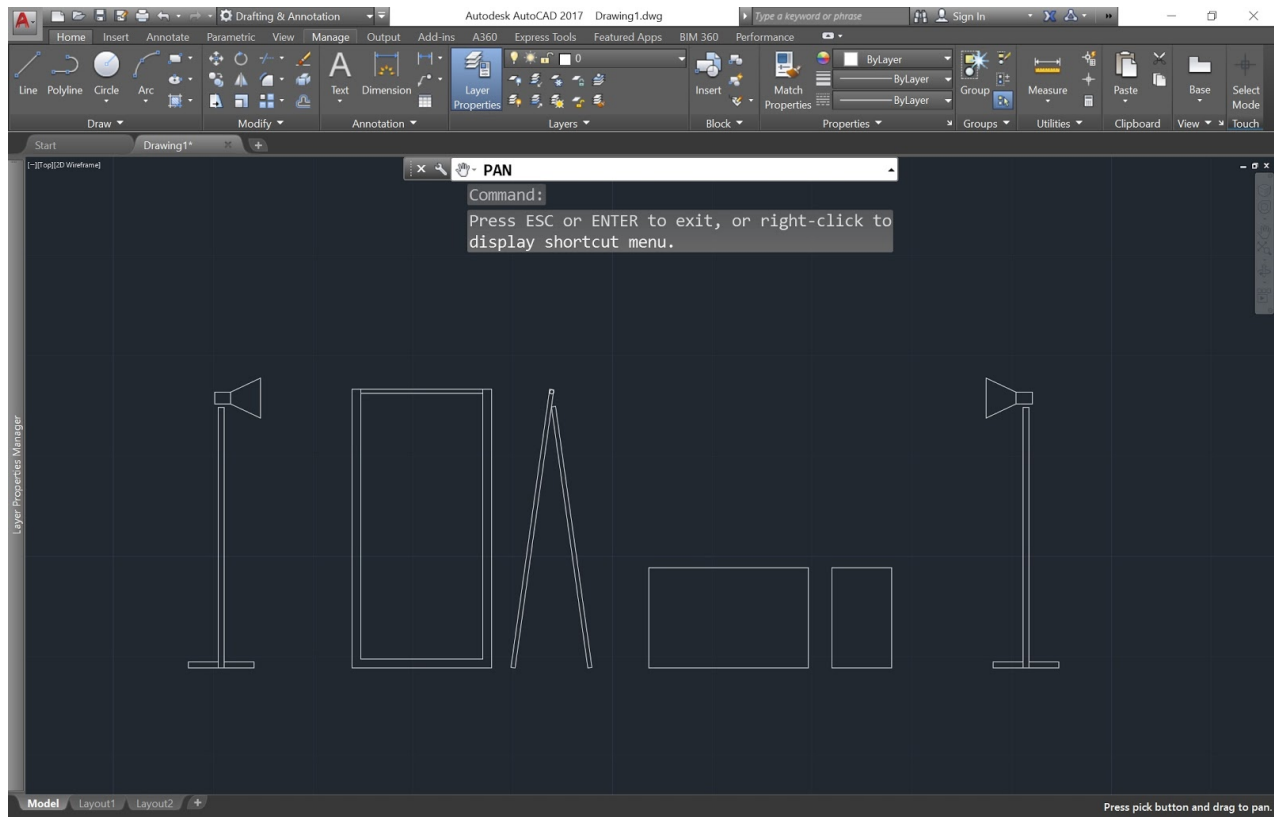 Drafting & Annotation
Autodesk AutoCAD 2017 Drawing1.dwg
Type a keyword or phrase
Sign In
Home Insert Annotate Parametric View Manage Output Add-ins A360 Express Tools Featured Apps BIM 360 Performance
A
0
ByLayer
ByLayer
ByLayer
Line Polyline Circle Arc
Text Dimension
Layer
Properties
Insert
Match
Properties
Group
Measure
Paste
Base
Select
Mode
Draw Modify Annotation Layers Block Properties Groups Utilities Clipboard View Touch
Start Drawing1* +
[-][Top][2D Wireframe]
PAN
Command:
Press ESC or ENTER to exit, or right-click to
display shortcut menu.
Layer Properties Manager
Model Layout1 Layout2 +
Press pick button and drag to pan.